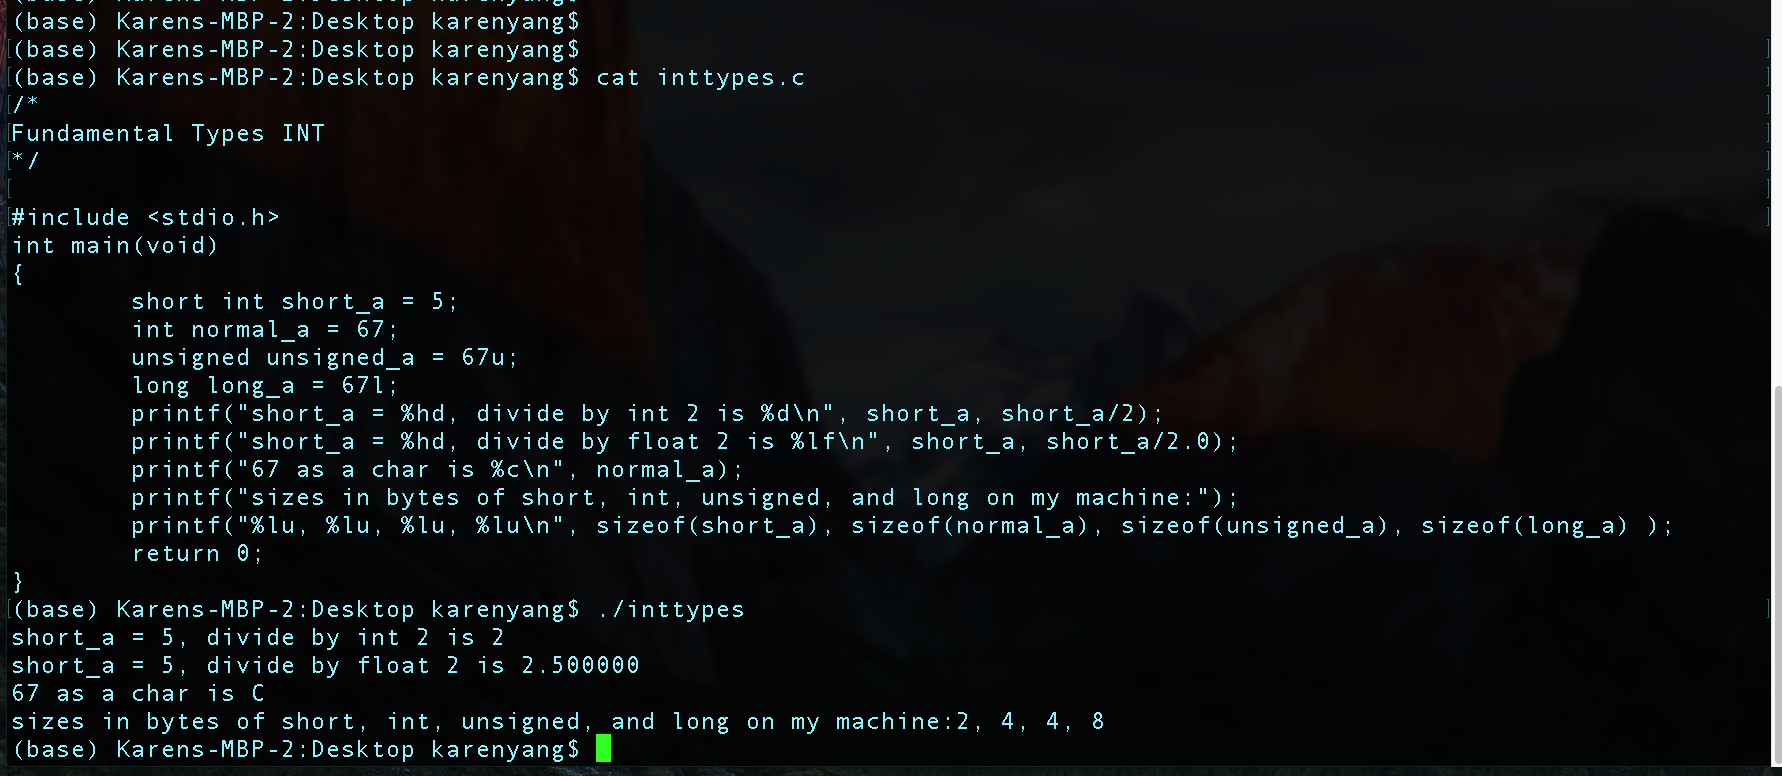 (base) Karens-MBP-2:Desktop karenyang$
(base) Karens-MBP-2:Desktop karenyang$
(base) Karens-MBP-2:Desktop karenyang$ cat inttypes.c
/*
Fundamental Types INT
*/

#include <stdio.h>
int main(void)
{
        short int short_a = 5;
        int normal_a = 67;
        unsigned unsigned_a = 67u;
        long long_a = 67l;
        printf("short_a = %hd, divide by int 2 is %d\n", short_a, short_a/2);
        printf("short_a = %hd, divide by float 2 is %lf\n", short_a, short_a/2.0);
        printf("67 as a char is %c\n", normal_a);
        printf("sizes in bytes of short, int, unsigned, and long on my machine:");
        printf("%lu, %lu, %lu, %lu\n", sizeof(short_a), sizeof(normal_a), sizeof(unsigned_a), sizeof(long_a) );
        return 0;
}
(base) Karens-MBP-2:Desktop karenyang$ ./inttypes
short_a = 5, divide by int 2 is 2
short_a = 5, divide by float 2 is 2.500000
67 as a char is C
sizes in bytes of short, int, unsigned, and long on my machine:2, 4, 4, 8
(base) Karens-MBP-2:Desktop karenyang$